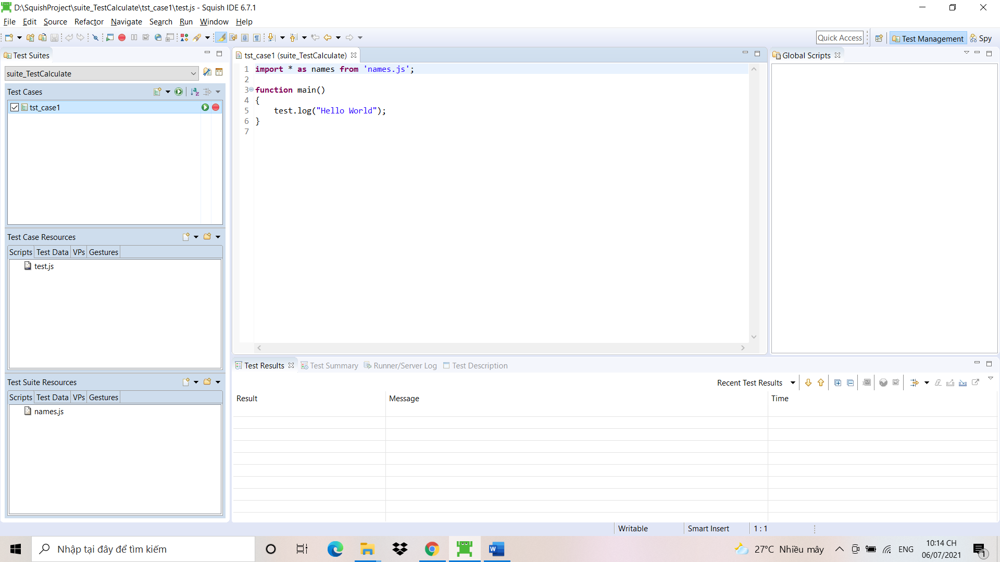 D:\SquishProject\suite_TestCalculate\tst_case1\test.js - Squish IDE 6.7.1
File Edit Source Refactor Navigate Search Run Window Help
Quick Access Test Management Spy
Test Suites
suite_TestCalculate
Test Cases
tst_case1
Test Case Resources
Scripts Test Data VPs Gestures
test.js
Test Suite Resources
Scripts Test Data VPs Gestures
names.js
tst_case1 (suite_TestCalculate)
1 import * as names from 'names.js';
2
3 function main()
4 {
5 test.log("Hello World");
6 }
7
Global Scripts
Test Results Test Summary Runner/Server Log Test Description
Recent Test Results
Result Message Time
Writable Smart Insert 1 : 1
Nhập tại đây để tìm kiếm
W
27°C Nhiều mây ENG
10:14 CH
06/07/2021
1